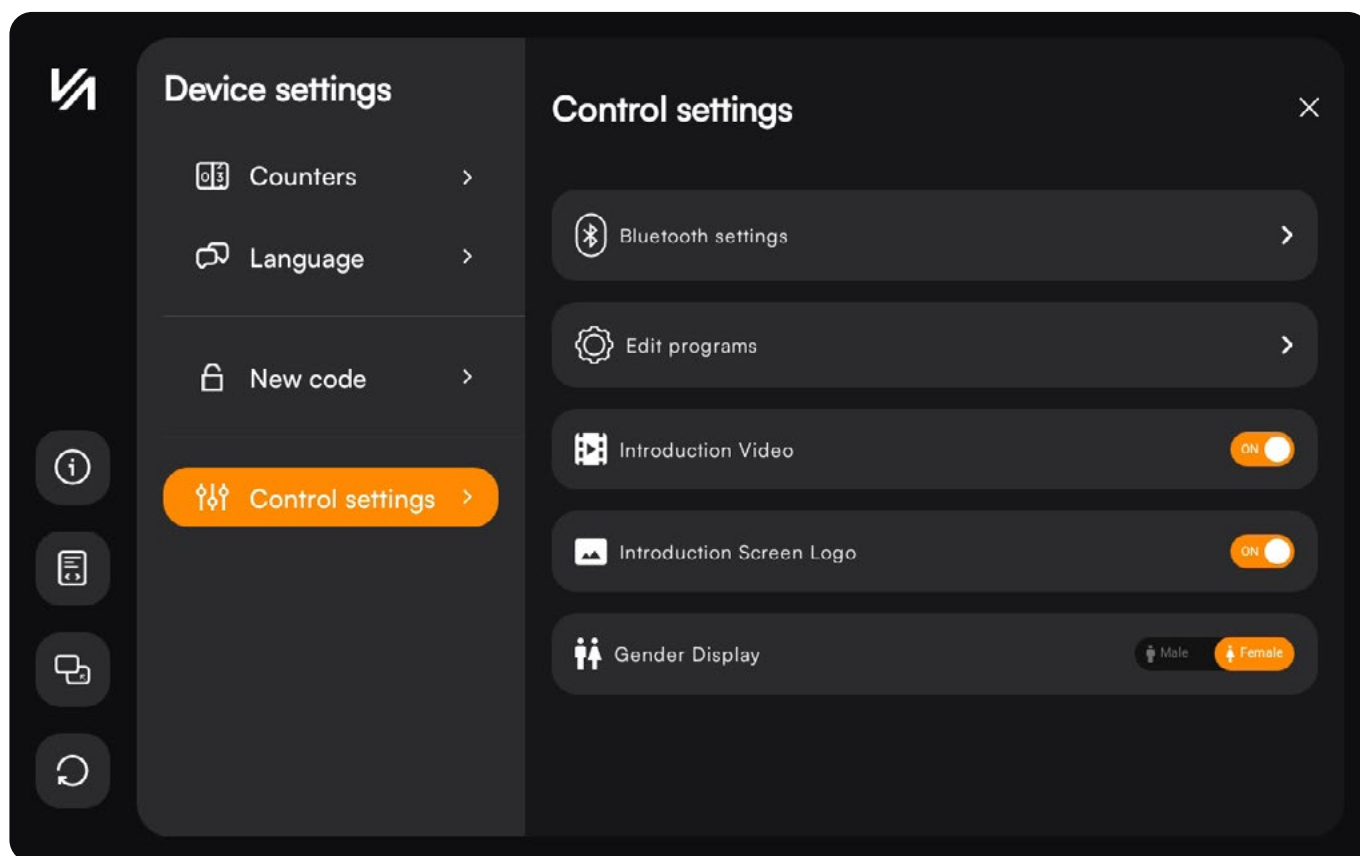 Device settings
Counters
Language
New code
Control settings
Control settings
Bluetooth settings
Edit programs
Introduction Video
ON
Introduction Screen Logo
ON
Gender Display
Male
Female